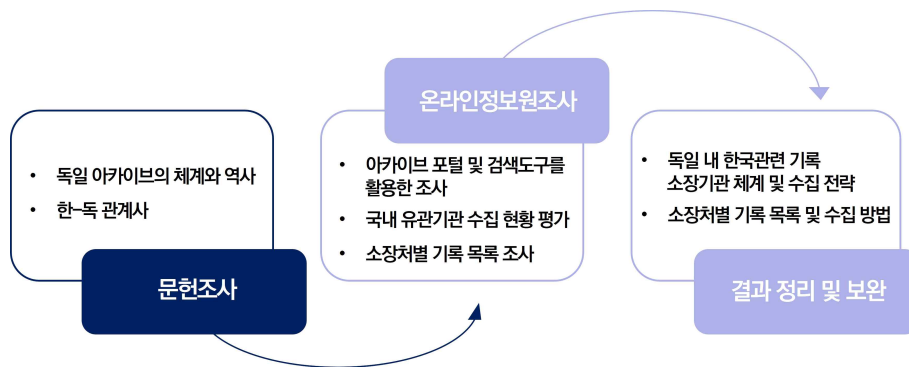 • 독일 아카이브의 체계와 역사
• 한-독 관계사
문헌조사
온라인정보원조사
• 아카이브 포털 및 검색도구를
활용한 조사
• 국내 유관기관 수집 현황 평가
• 소장처별 기록 목록 조사
• 독일 내 한국관련 기록
소장기관 체계 및 수집 전략
• 소장처별 기록 목록 및 수집 방법
결과 정리 및 보완